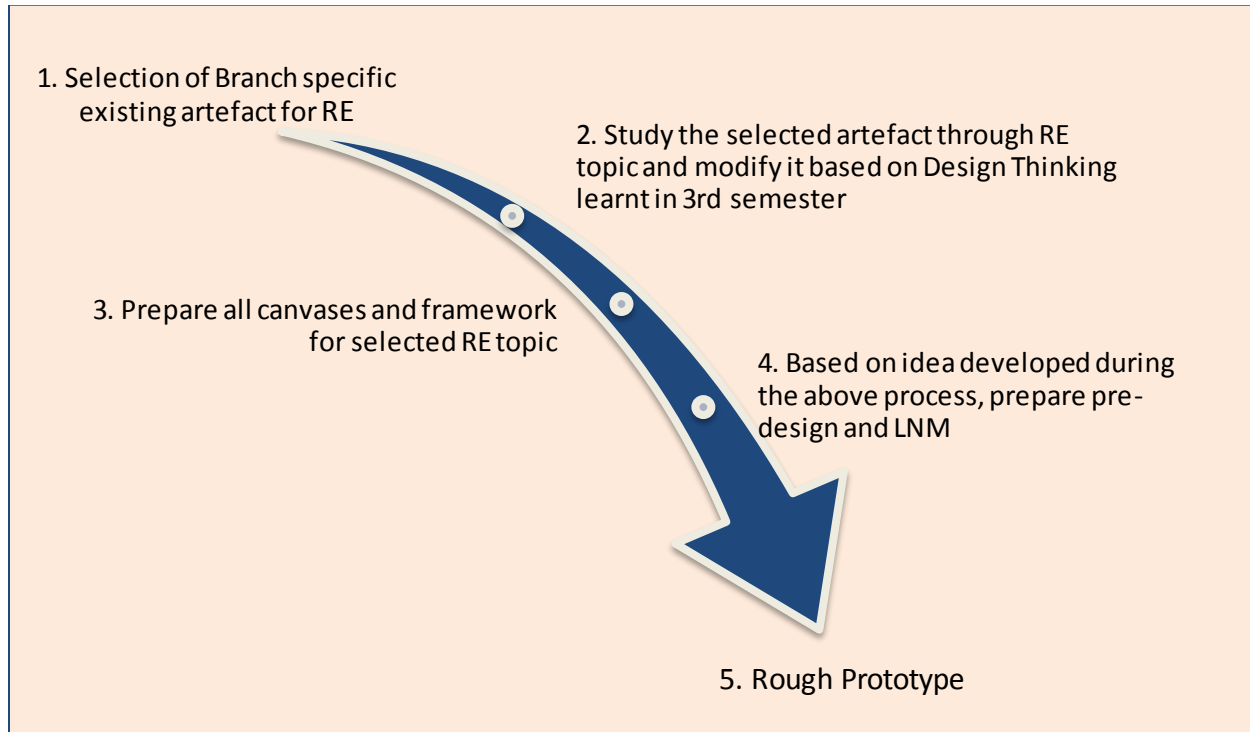 1. Selection of Branch specific
existing artefact for RE
2. Study the selected artefact through RE
topic and modify it based on Design Thinking
learnt in 3rd semester
3. Prepare all canvases and framework
for selected RE topic
4. Based on idea developed during
the above process, prepare pre-
design and LNM
5. Rough Prototype